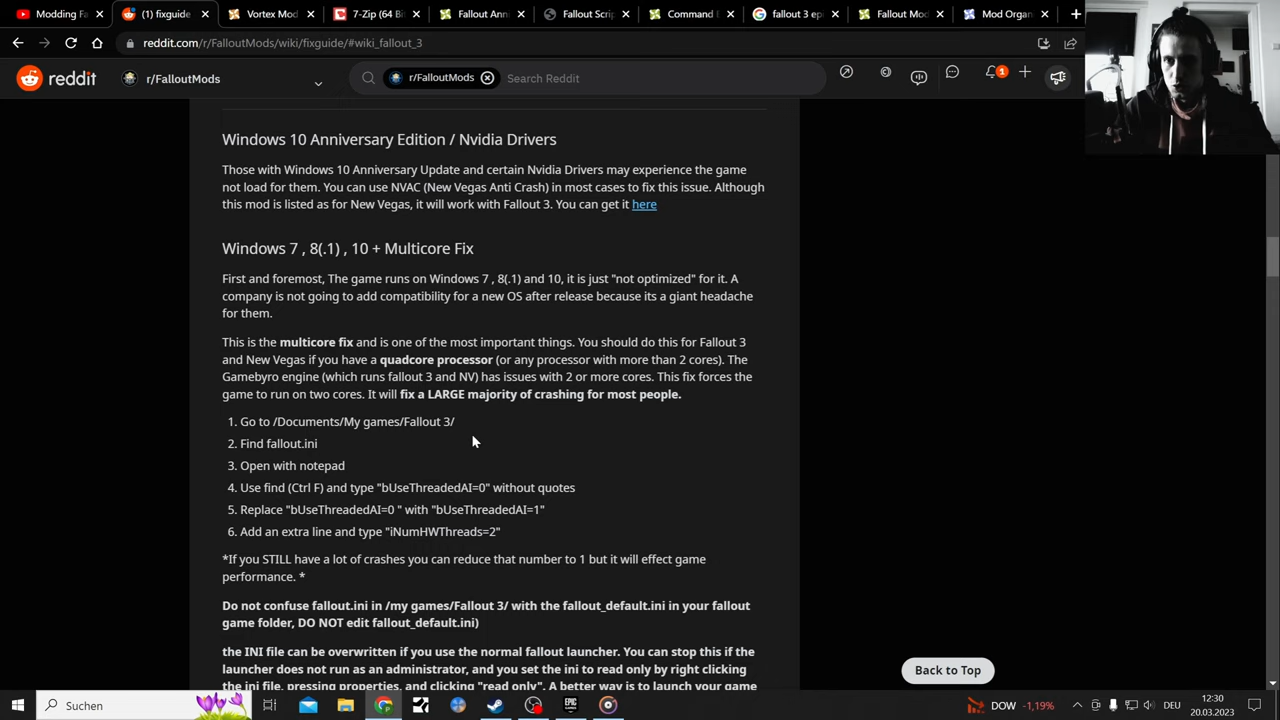 Modding Fa
(1) fixguide
Vortex Mod
7-Zip (64 Bi
Fallout Ann
Fallout Scrip
Command E
fallout 3 epi
Fallout Mod
Mod Organ
reddit.com/r/FalloutMods/wiki/fixguide/#wiki_fallout_3
reddit
r/FalloutMods
r/FalloutMods
Search Reddit
1
Windows 10 Anniversary Edition / Nvidia Drivers
Those with Windows 10 Anniversary Update and certain Nvidia Drivers may experience the game
not load for them. You can use NVAC (New Vegas Anti Crash) in most cases to fix this issue. Although
this mod is listed as for New Vegas, it will work with Fallout 3. You can get it here
Windows 7 , 8(.1) , 10 + Multicore Fix
First and foremost, The game runs on Windows 7 , 8(.1) and 10, it is just "not optimized" for it. A
company is not going to add compatibility for a new OS after release because its a giant headache
for them.
This is the multicore fix and is one of the most important things. You should do this for Fallout 3
and New Vegas if you have a quadcore processor (or any processor with more than 2 cores). The
Gamebyro engine (which runs fallout 3 and NV) has issues with 2 or more cores. This fix forces the
game to run on two cores. It will fix a LARGE majority of crashing for most people.
1. Go to /Documents/My games/Fallout 3/
2. Find fallout.ini
3. Open with notepad
4. Use find (Ctrl F) and type "bUseThreadedAI=0" without quotes
5. Replace "bUseThreadedAI=0 " with "bUseThreadedAI=1"
6. Add an extra line and type "iNumHWThreads=2"
*If you STILL have a lot of crashes you can reduce that number to 1 but it will effect game
performance. *
Do not confuse fallout.ini in /my games/Fallout 3/ with the fallout_default.ini in your fallout
game folder, DO NOT edit fallout_default.ini)
the INI file can be overwritten if you use the normal fallout launcher. You can stop this if the
launcher does not run as an administrator, and you set the ini to read only by right clicking
the ini file, pressing properties, and clicking "read only". A better way is to launch your game
Back to Top
Suchen
DOW -1,19%
DEU
12:30
20.03.2023